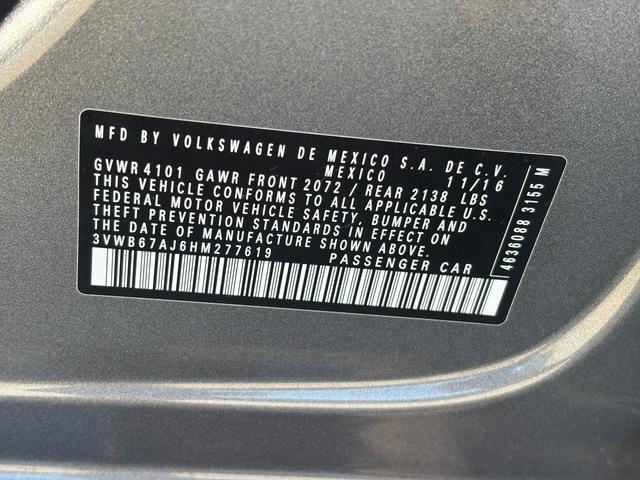 MFD BY VOLKSWAGEN DE MEXICO S.A. DE C.V.
MEXICO 11/16
GVWR 4101 GAWR FRONT 2072 / REAR 2138 LBS
THIS VEHICLE CONFORMS TO ALL APPLICABLE U.S.
FEDERAL MOTOR VEHICLE SAFETY, BUMPER AND
THEFT PREVENTION STANDARDS IN EFFECT ON
THE DATE OF MANUFACTURE SHOWN ABOVE.
3VWB67AJ6HM277619 PASSENGER CAR
4636088 3155 M